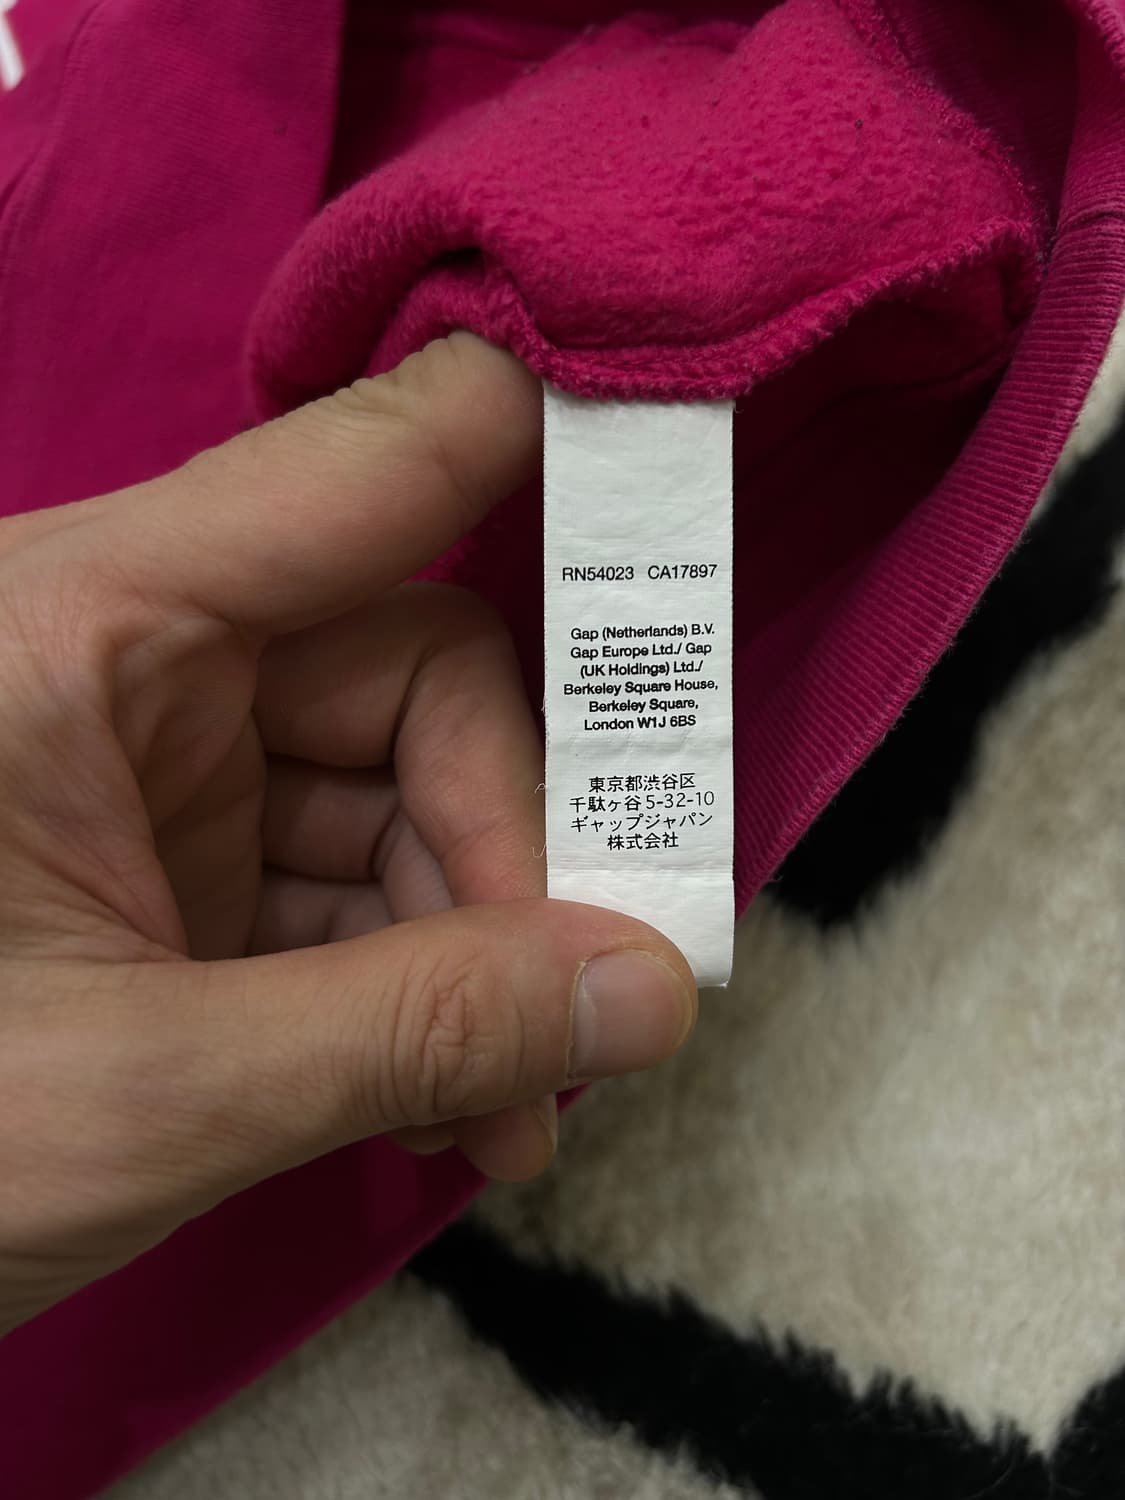 RN54023 CA17897
Gap (Netherlands) B.V.
Gap Europe Ltd./ Gap
(UK Holdings) Ltd./
Berkeley Square House,
Berkeley Square,
London W1J 6BS
東京都渋谷区
千駄ヶ谷5-32-10
ギャップジャパン
株式会社